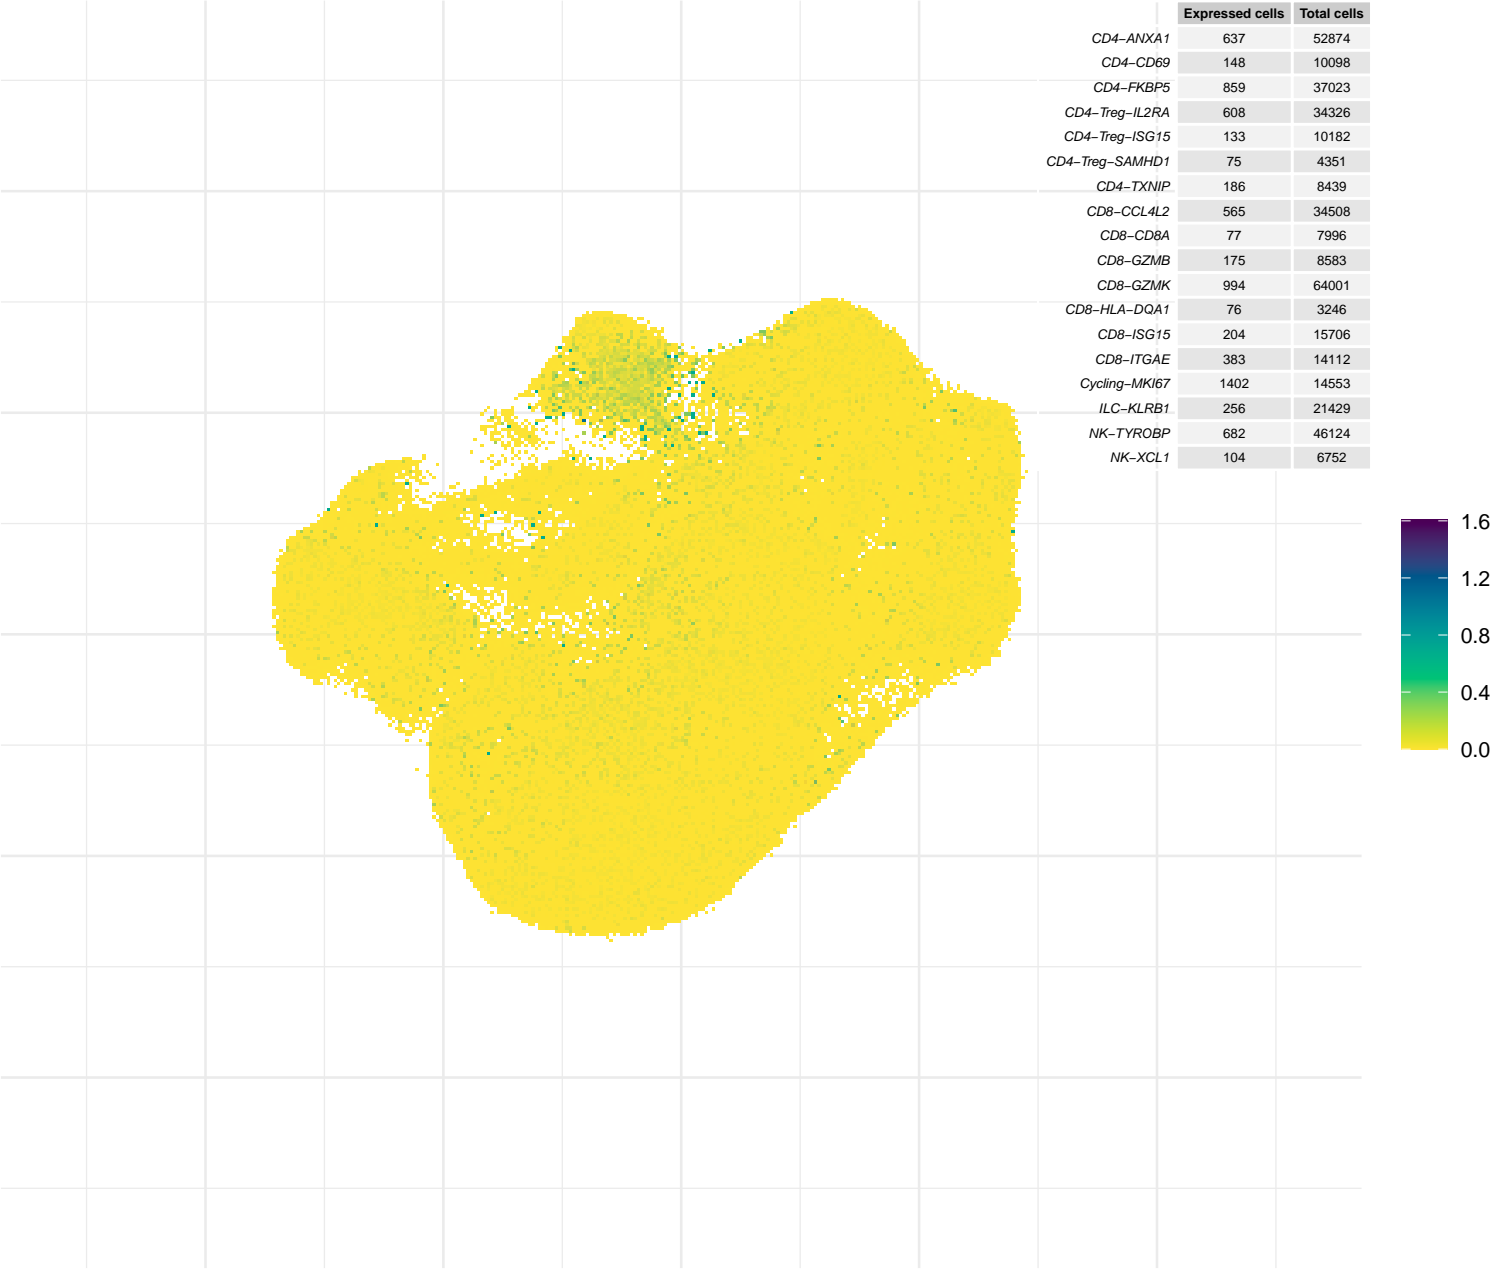 Expressed cells Total cells
CD4−ANXA1 637 52874
CD4−CD69 148 10098
CD4−FKBP5 859 37023
CD4−Treg−IL2RA 608 34326
CD4−Treg−ISG15 133 10182
CD4−Treg−SAMHD1 75 4351
CD4−TXNIP 186 8439
CD8−CCL4L2 565 34508
CD8−CD8A 77 7996
CD8−GZMB 175 8583
CD8−GZMK 994 64001
CD8−HLA−DQA1 76 3246
CD8−ISG15 204 15706
CD8−ITGAE 383 14112
Cycling−MKI67 1402 14553
ILC−KLRB1 256 21429
NK−TYROBP 682 46124
NK−XCL1 104 6752
1.6
1.2
0.8
0.4
0.0